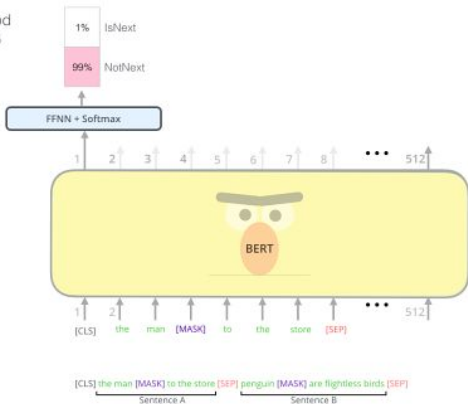 1% IsNext
99% NotNext
FFNN + Softmax
1 2 3 4 5 6 7 8 ••• 512
BERT
1 2 ••• 512
[CLS] the man [MASK] to the store [SEP]
[CLS] the man [MASK] to the store [SEP] penguin [MASK] are flightless birds [SEP]
Sentence A Sentence B